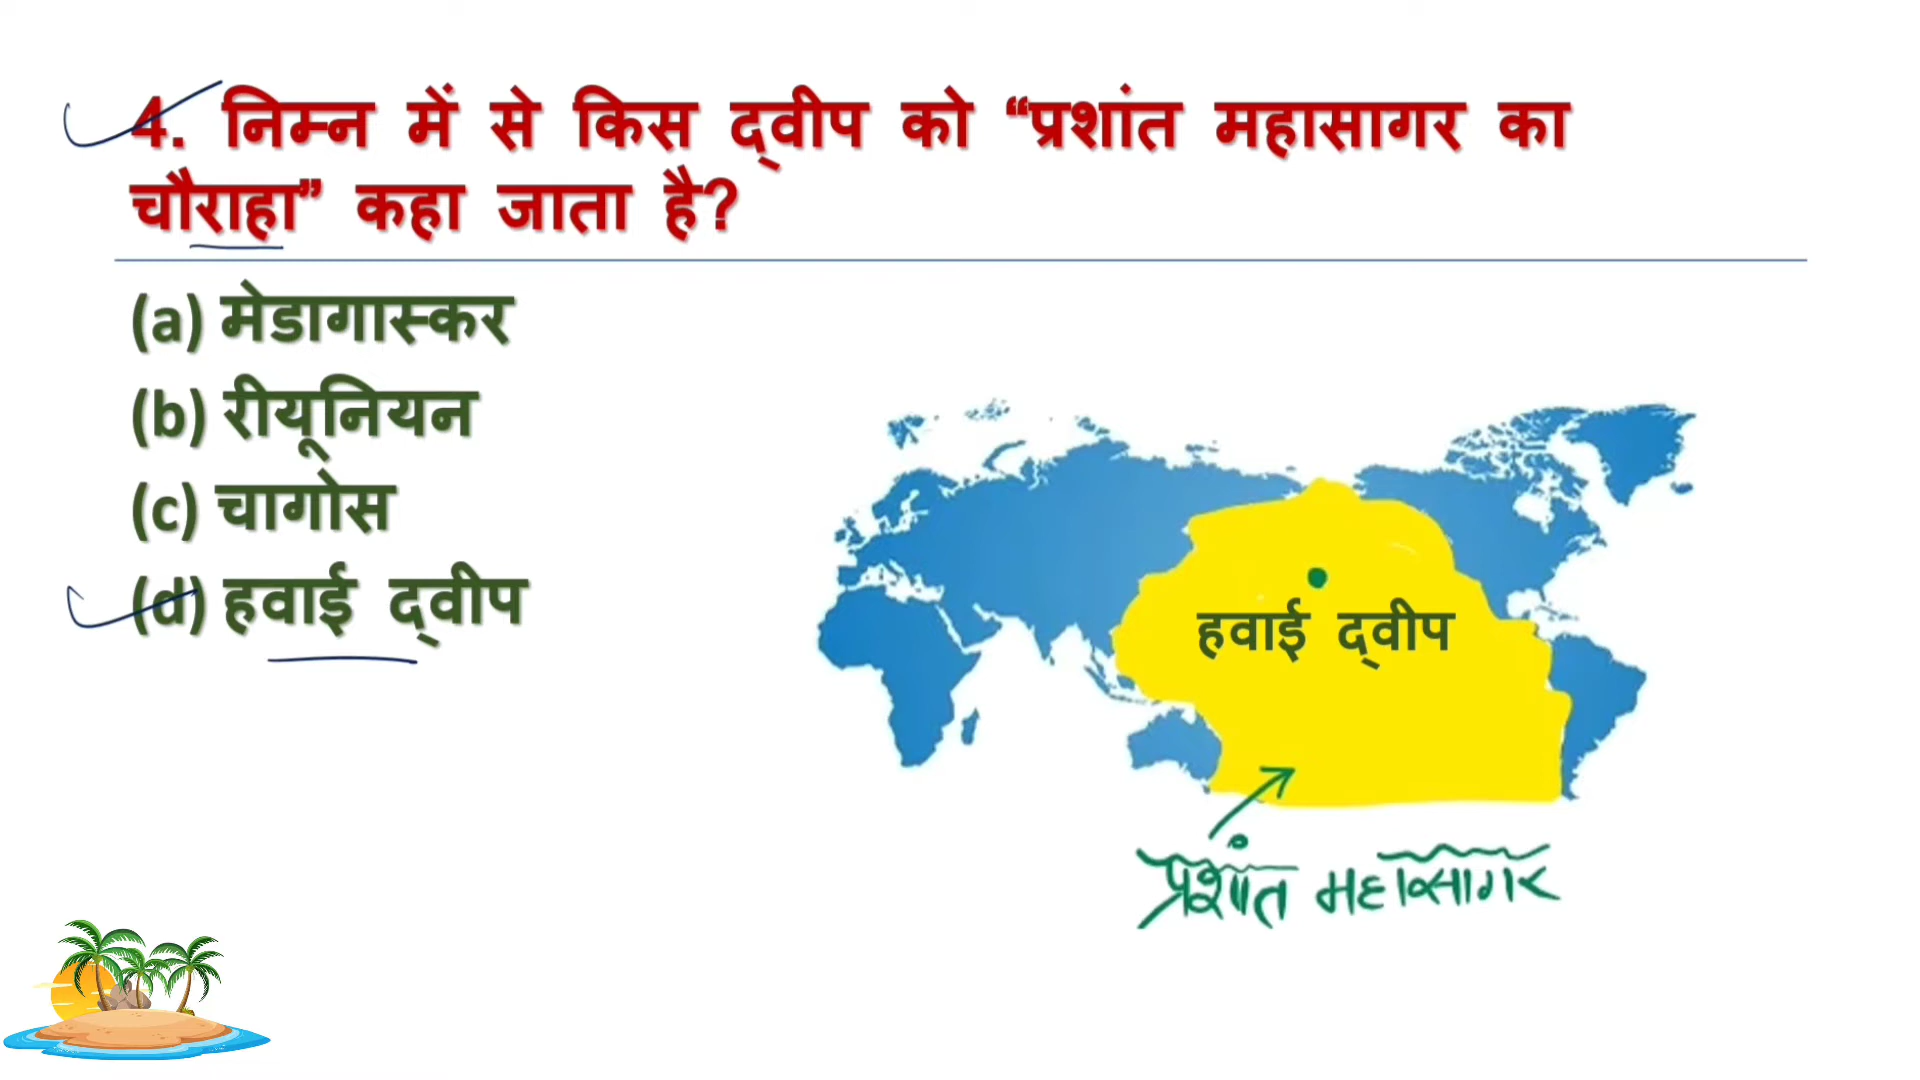 4. निम्न में से किस द्वीप को “प्रशांत महासागर का
चौराहा” कहा जाता है?
(a) मेडागास्कर
(b) रीयूनियन
(c) चागोस
(d) हवाई द्वीप
हवाई द्वीप
प्रशांत महासागर